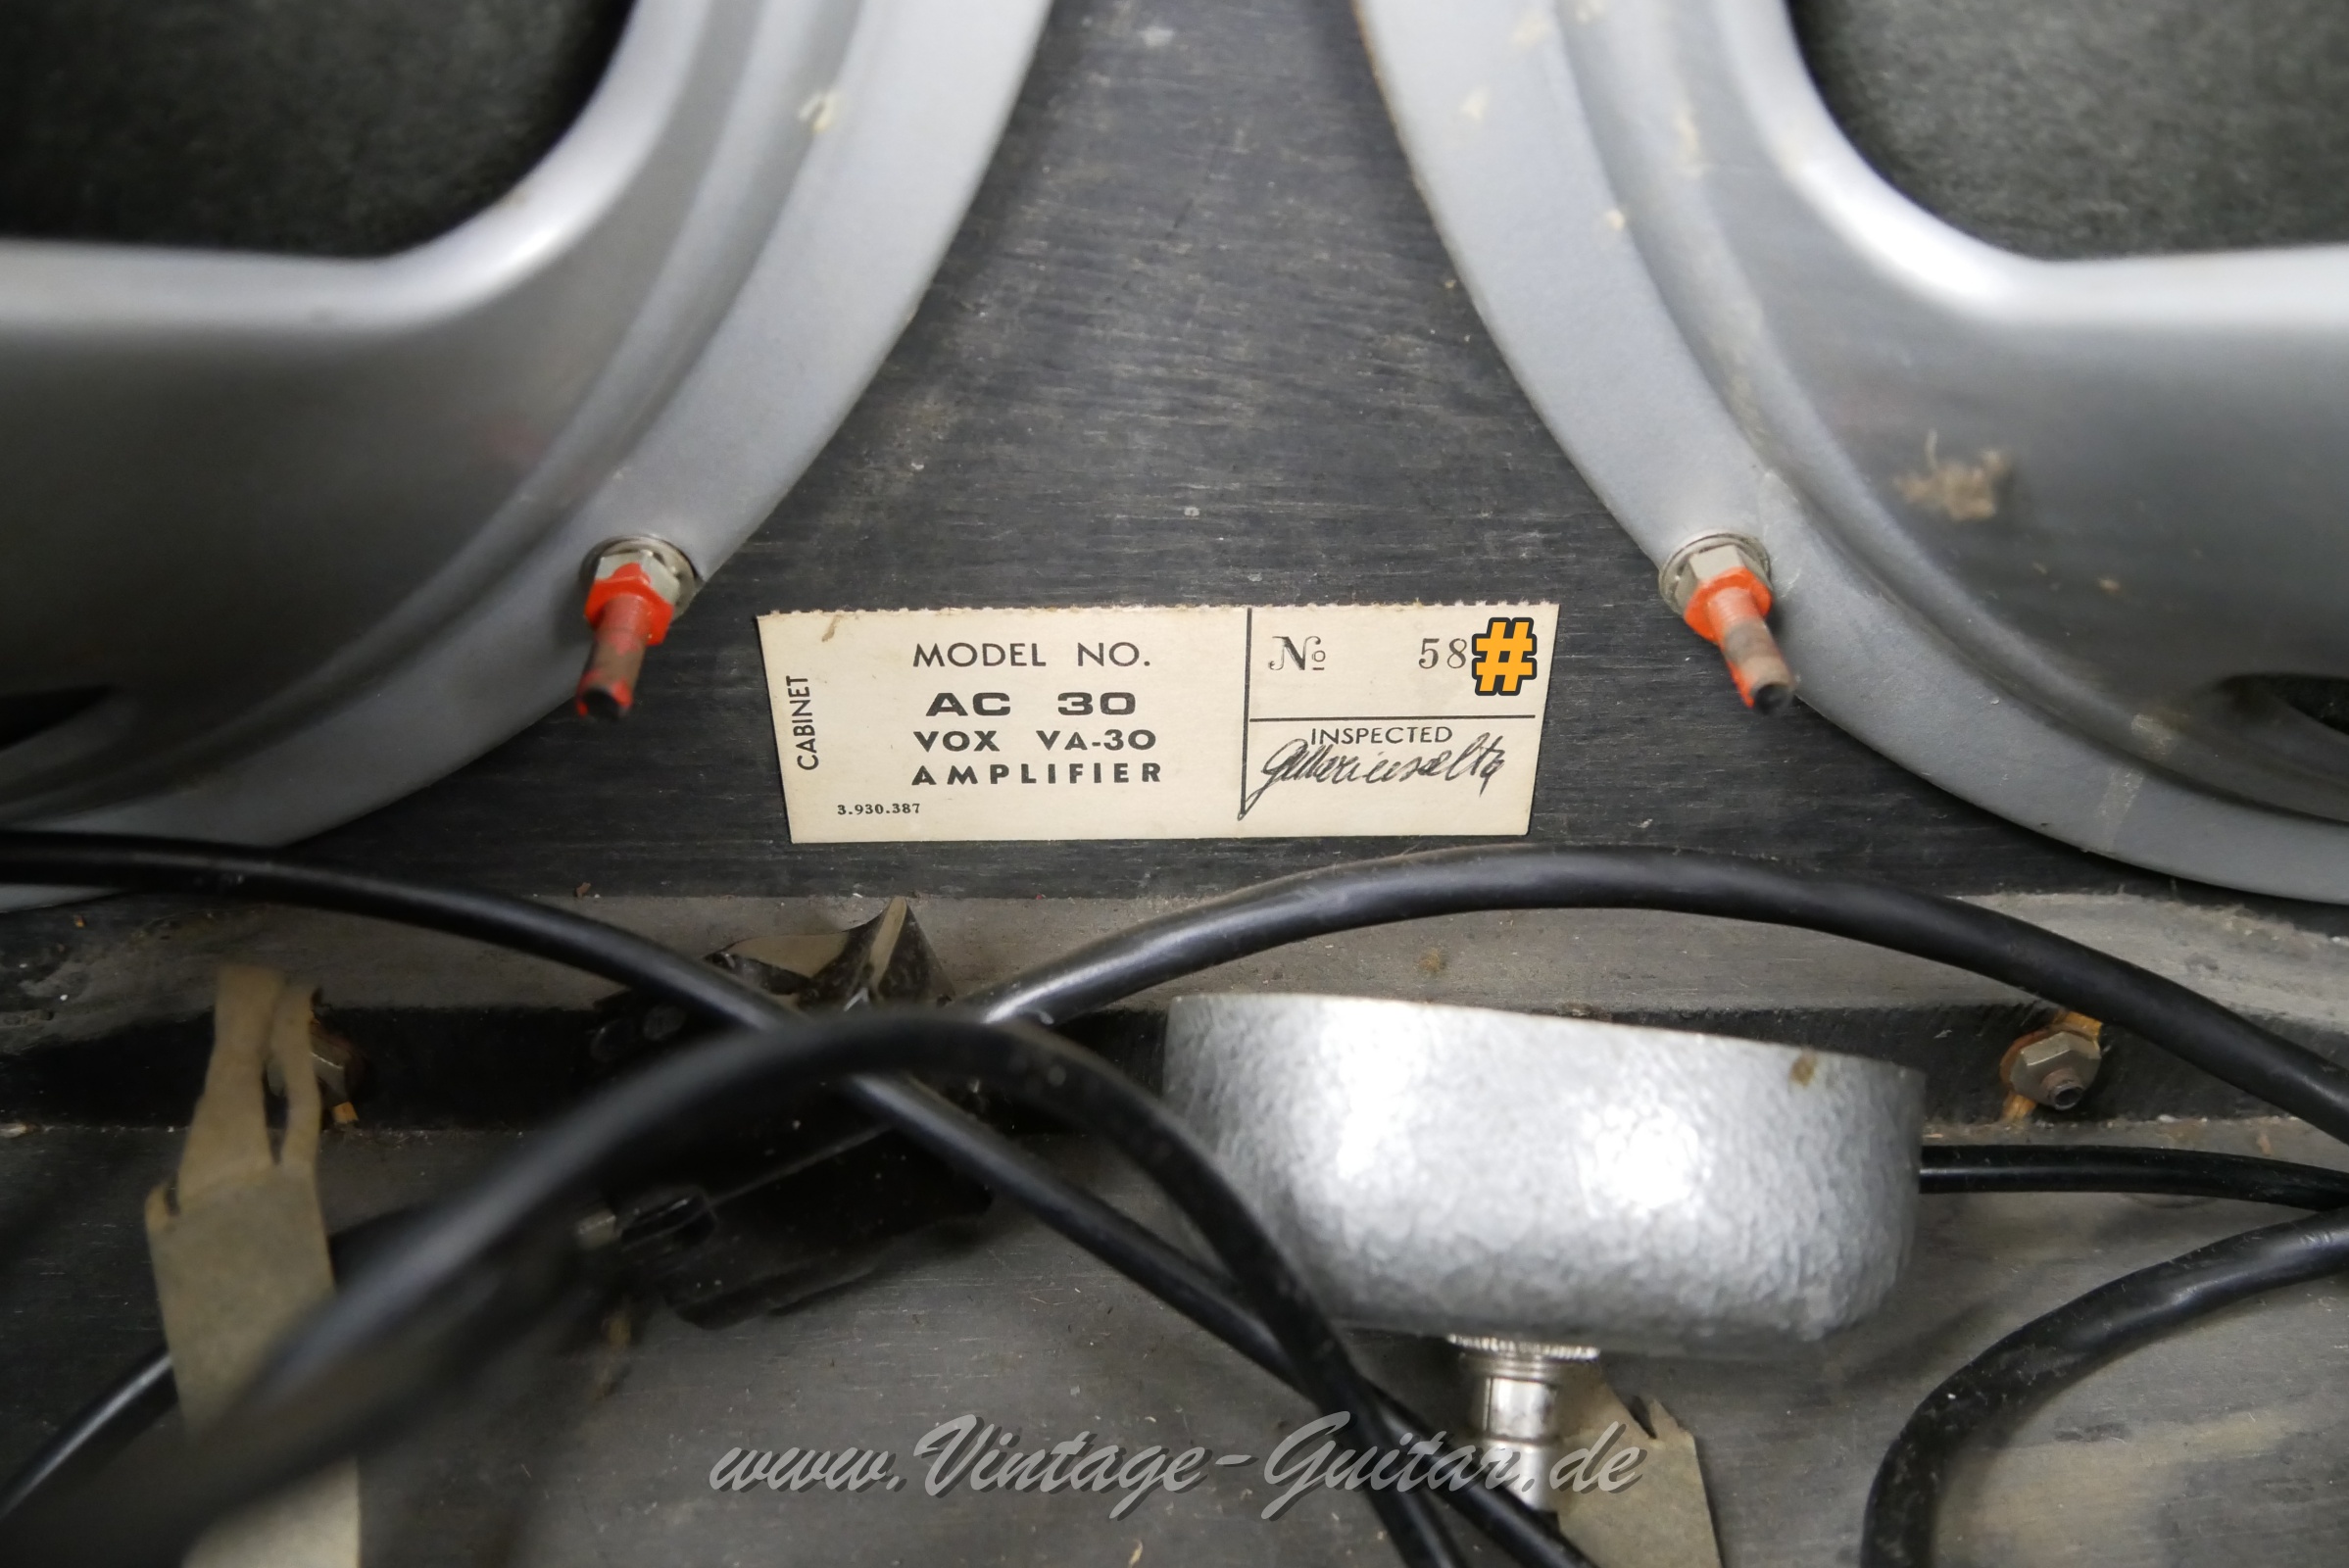 CABINET
MODEL NO.
AC 30
VOX VA-30
AMPLIFIER
3.930.387
No 58#
INSPECTED
www.Vintage-Guitar.de